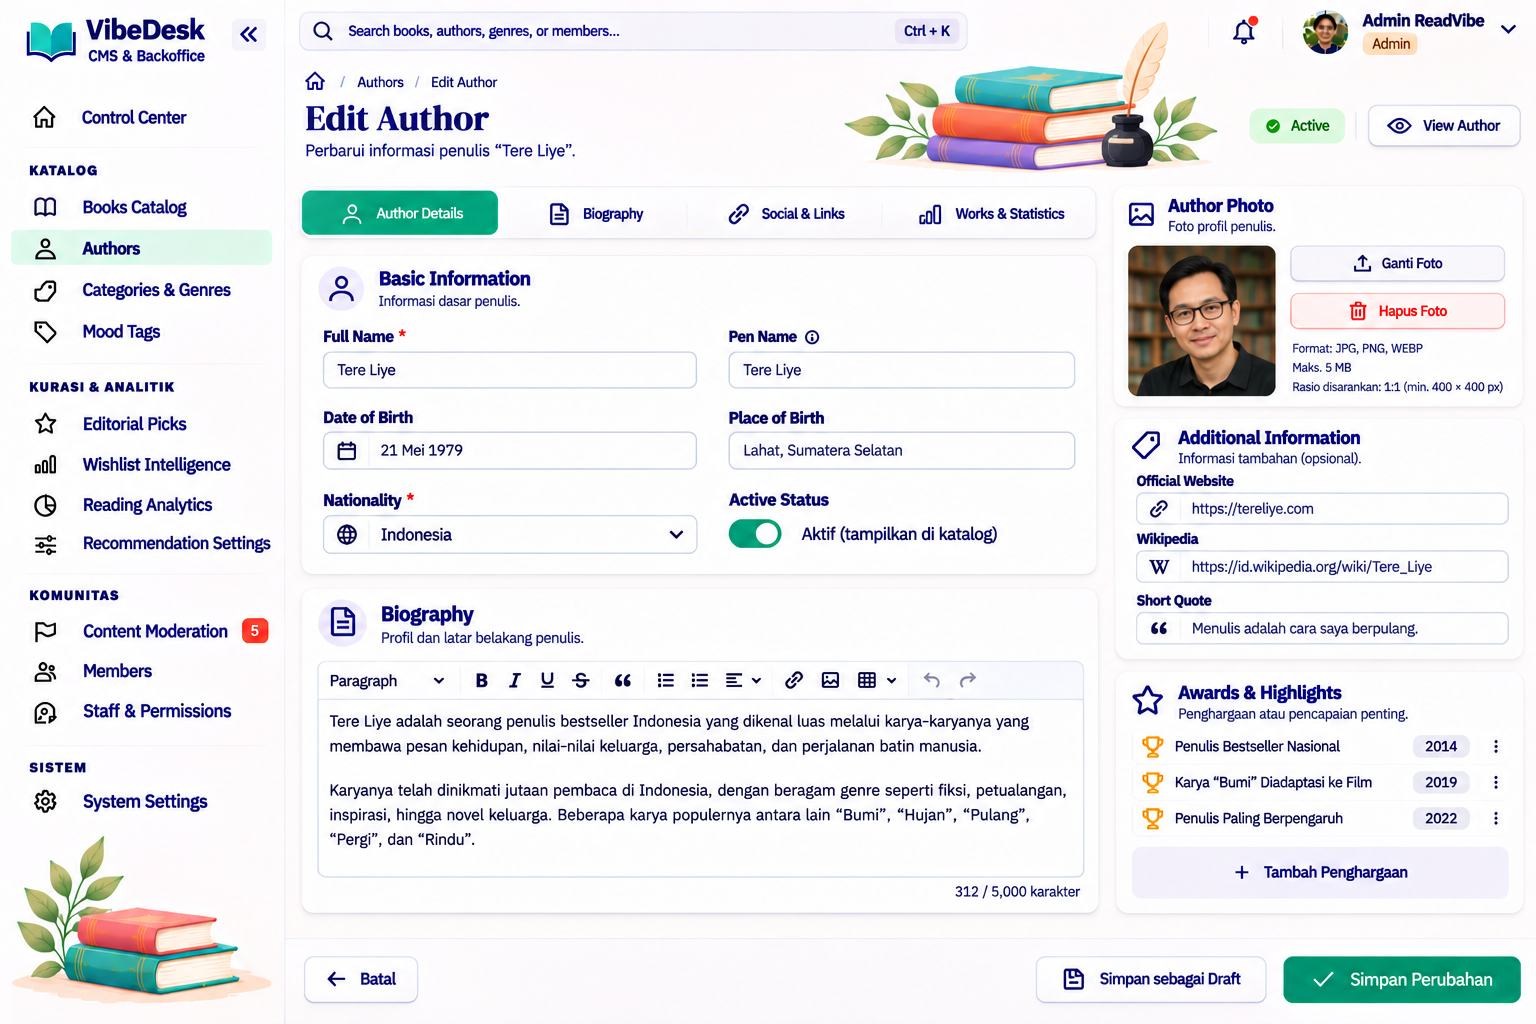 VibeDesk
CMS & Backoffice
Control Center
KATALOG
Books Catalog
Authors
Categories & Genres
Mood Tags
KURASI & ANALITIK
Editorial Picks
Wishlist Intelligence
Reading Analytics
Recommendation Settings
KOMUNITAS
Content Moderation 5
Members
Staff & Permissions
SISTEM
System Settings
Search books, authors, genres, or members... Ctrl + K
Admin ReadVibe
Admin
/ Authors / Edit Author
Edit Author
Perbarui informasi penulis “Tere Liye”.
Active
View Author
Author Details
Biography
Social & Links
Works & Statistics
Basic Information
Informasi dasar penulis.
Full Name *
Tere Liye
Pen Name
Tere Liye
Date of Birth
21 Mei 1979
Place of Birth
Lahat, Sumatera Selatan
Nationality *
Indonesia
Active Status
Aktif (tampilkan di katalog)
Biography
Profil dan latar belakang penulis.
Paragraph B I U S
Tere Liye adalah seorang penulis bestseller Indonesia yang dikenal luas melalui karya-karyanya yang
membawa pesan kehidupan, nilai-nilai keluarga, persahabatan, dan perjalanan batin manusia.
Karyanya telah dinikmati jutaan pembaca di Indonesia, dengan beragam genre seperti fiksi, petualangan,
inspirasi, hingga novel keluarga. Beberapa karya populernya antara lain “Bumi”, “Hujan”, “Pulang”,
“Pergi”, dan “Rindu”.
312 / 5,000 karakter
Author Photo
Foto profil penulis.
Ganti Foto
Hapus Foto
Format: JPG, PNG, WEBP
Maks. 5 MB
Rasio disarankan: 1:1 (min. 400 × 400 px)
Additional Information
Informasi tambahan (opsional).
Official Website
https://tereliye.com
Wikipedia
W https://id.wikipedia.org/wiki/Tere_Liye
Short Quote
Menulis adalah cara saya berpulang.
Awards & Highlights
Penghargaan atau pencapaian penting.
Penulis Bestseller Nasional 2014
Karya “Bumi” Diadaptasi ke Film 2019
Penulis Paling Berpengaruh 2022
+ Tambah Penghargaan
Batal
Simpan sebagai Draft
Simpan Perubahan